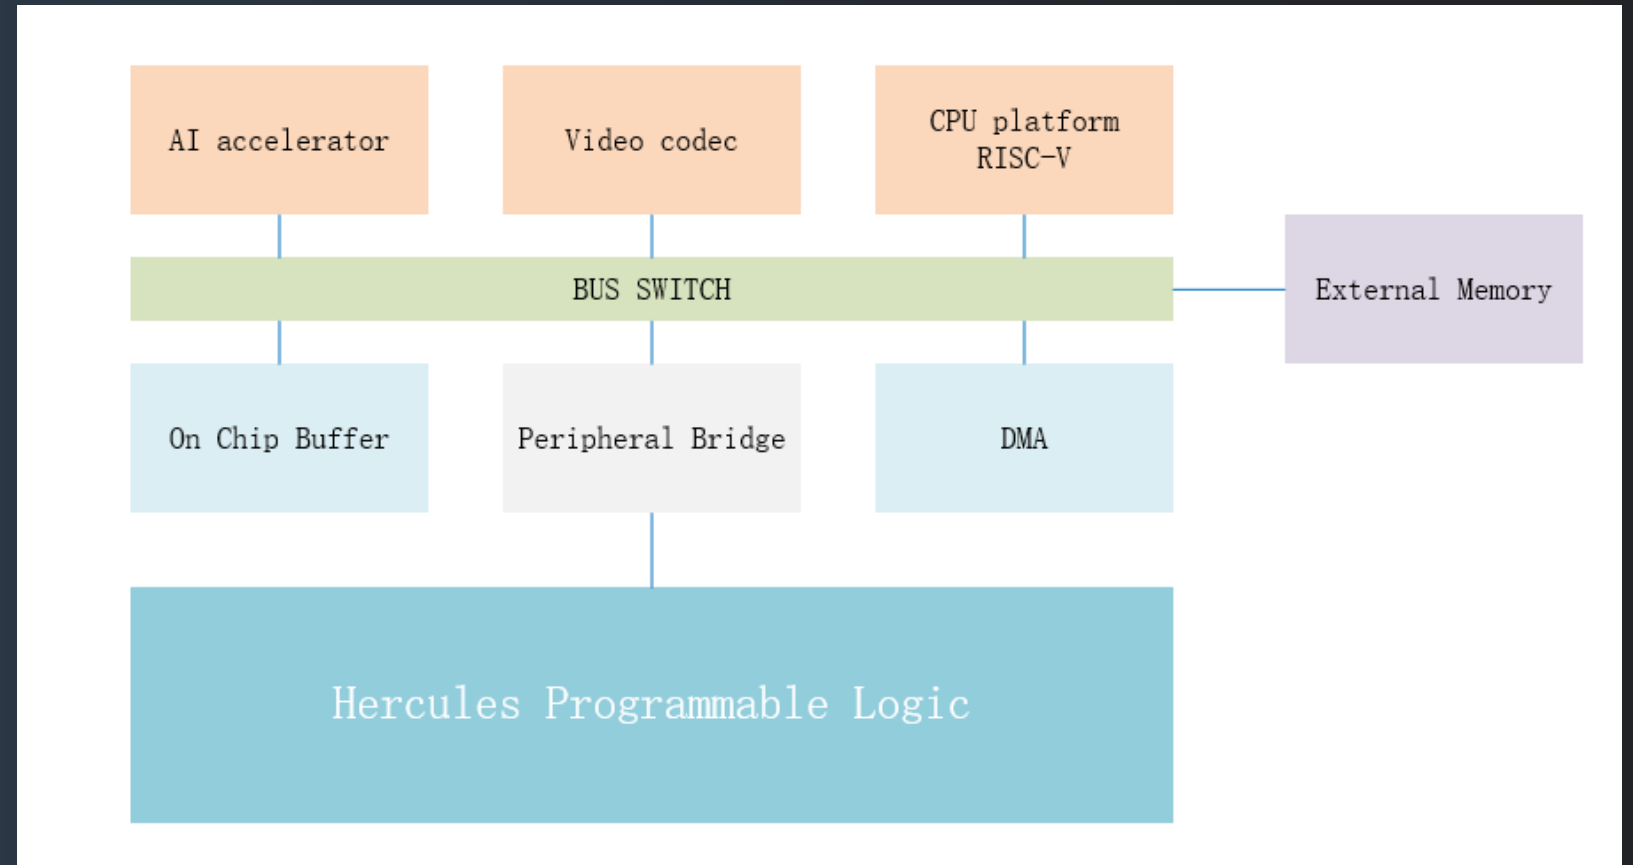 AI accelerator
Video codec
CPU platform
RISC-V
BUS SWITCH
External Memory
On Chip Buffer
Peripheral Bridge
DMA
Hercules Programmable Logic